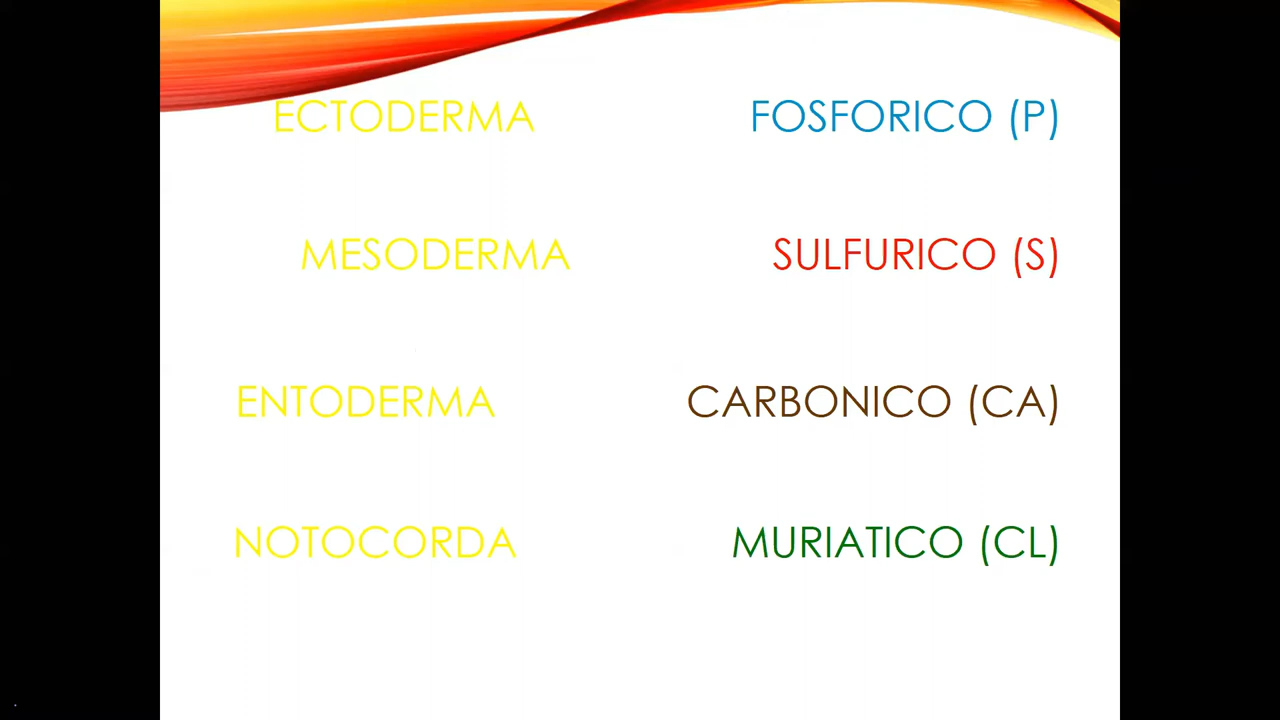 ECTODERMA FOSFORICO (P)
MESODERMA SULFURICO (S)
ENTODERMA CARBONICO (CA)
NOTOCORDA MURIATICO (CL)